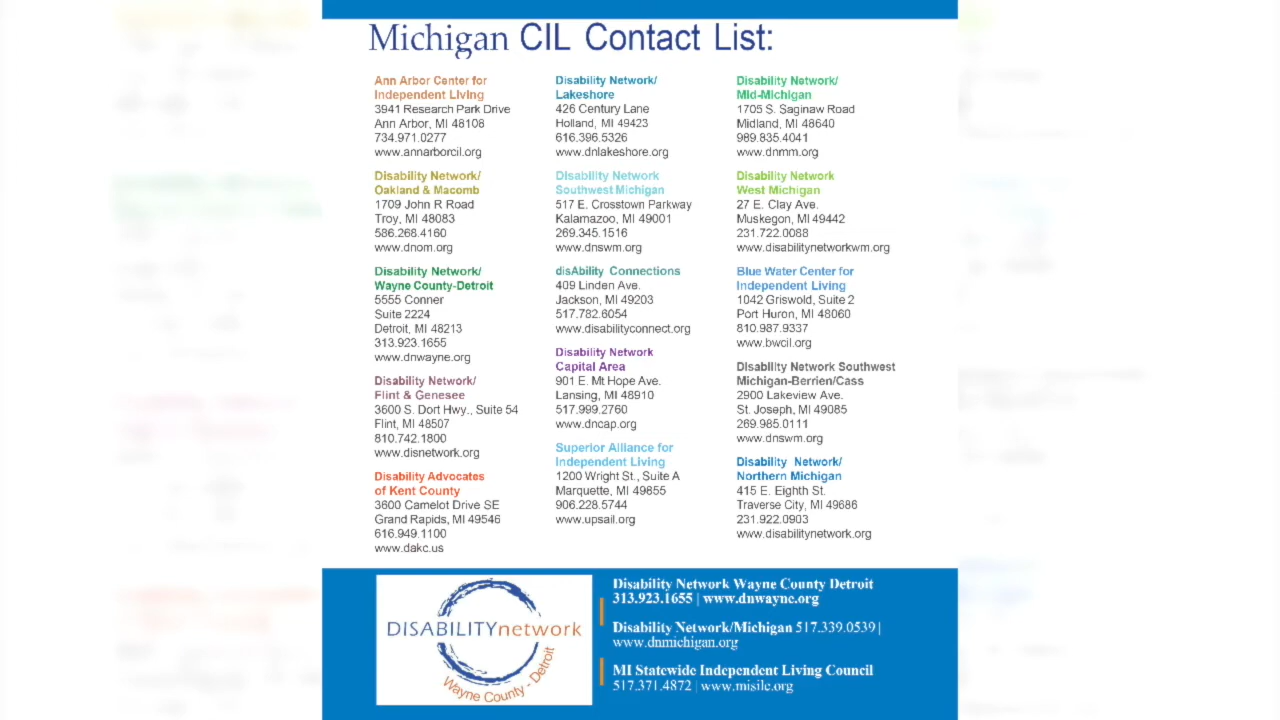 Michigan CIL Contact List:
Ann Arbor Center for
Independent Living
3941 Research Park Drive
Ann Arbor, MI 48108
734.971.0277
www.annarborcil.org
Disability Network/
Oakland & Macomb
1709 John R Road
Troy, MI 48083
586.268.4160
www.dnom.org
Disability Network/
Wayne County-Detroit
5555 Conner
Suite 2224
Detroit, MI 48213
313.923.1655
www.dnwayne.org
Disability Network/
Flint & Genesee
3600 S. Dort Hwy., Suite 54
Flint, MI 48507
810.742.1800
www.disnetwork.org
Disability Advocates
of Kent County
3600 Camelot Drive SE
Grand Rapids, MI 49546
616.949.1100
www.dakc.us
Disability Network/
Lakeshore
426 Century Lane
Holland, MI 49423
616.396.5326
www.dnlakeshore.org
Disability Network
Southwest Michigan
517 E. Crosstown Parkway
Kalamazoo, MI 49001
269.345.1516
www.dnswm.org
disAbility Connections
409 Linden Ave.
Jackson, MI 49203
517.782.6054
www.disabilityconnect.org
Disability Network
Capital Area
901 E. Mt Hope Ave.
Lansing, MI 48910
517.999.2760
www.dncap.org
Superior Alliance for
Independent Living
1200 Wright St., Suite A
Marquette, MI 49855
906.228.5744
www.upsail.org
Disability Network/
Mid-Michigan
1705 S. Saginaw Road
Midland, MI 48640
989.835.4041
www.dnmm.org
Disability Network
West Michigan
27 E. Clay Ave.
Muskegon, MI 49442
231.722.0088
www.disabilitynetworkwm.org
Blue Water Center for
Independent Living
1042 Griswold, Suite 2
Port Huron, MI 48060
810.987.9337
www.bwcil.org
Disability Network Southwest
Michigan-Berrien/Cass
2900 Lakeview Ave.
St. Joseph, MI 49085
269.985.0111
www.dnswm.org
Disability Network/
Northern Michigan
415 E. Eighth St.
Traverse City, MI 49686
231.922.0903
www.disabilitynetwork.org
DISABILITYnetwork
Wayne County - Detroit
Disability Network Wayne County Detroit
313.923.1655 | www.dnwayne.org
Disability Network/Michigan 517.339.0539 |
www.dnmichigan.org
MI Statewide Independent Living Council
517.371.4872 | www.misilc.org